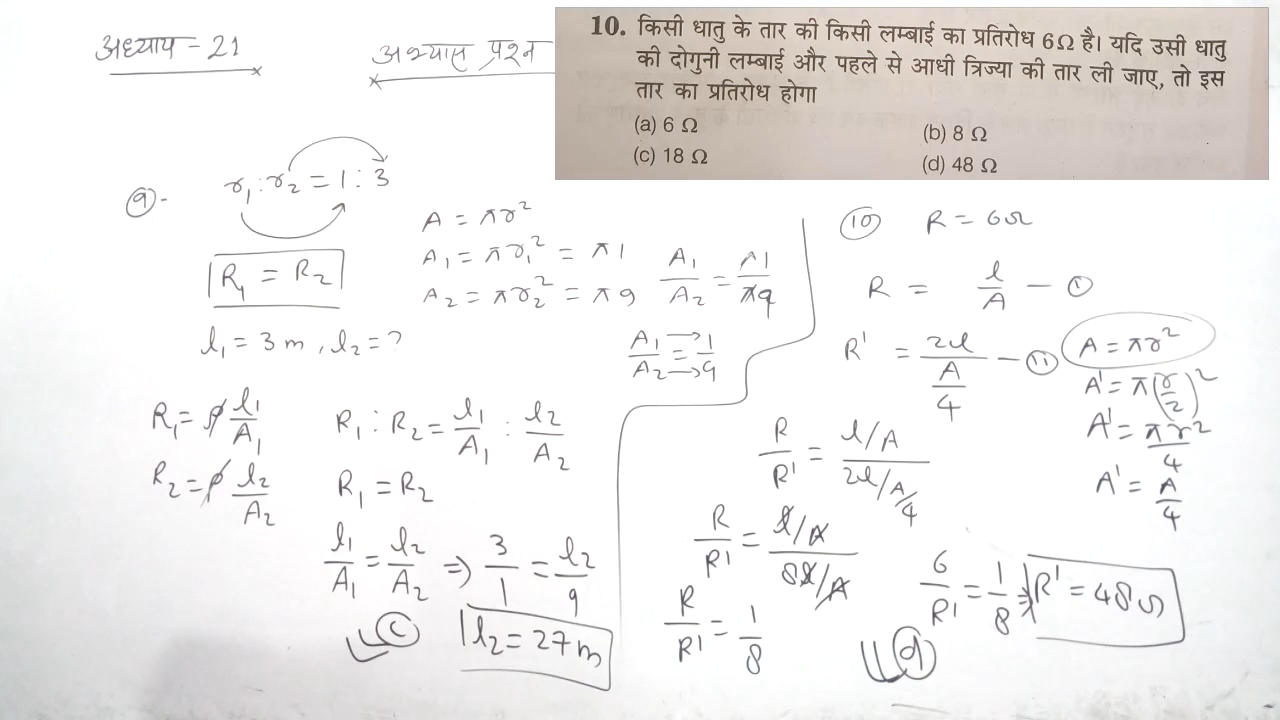 अध्याय - 21
अभ्यास प्रश्न
10. किसी धातु के तार की किसी लम्बाई का प्रतिरोध 6Ω है। यदि उसी धातु
की दोगुनी लम्बाई और पहले से आधी त्रिज्या की तार ली जाए, तो इस
तार का प्रतिरोध होगा
(a) 6 Ω (b) 8 Ω
(c) 18 Ω (d) 48 Ω
9.
r₁ : r₂ = 1 : 3
R₁ = R₂
l₁ = 3 m, l₂ = ?
A = πr²
A₁ = πr₁² = π1
A₂ = πr₂² = π9
A₁/A₂ = π1/π9
A₁/A₂ = 1/9
R₁ = ρ l₁/A₁
R₂ = ρ l₂/A₂
R₁ : R₂ = l₁/A₁ : l₂/A₂
R₁ = R₂
l₁/A₁ = l₂/A₂ ⇒ 3/1 = l₂/9
(c) l₂ = 27 m
(10) R = 6Ω
R = l/A — (i)
R' = 2l/(A/4) — (ii)
A = πr²
A' = π(r/2)²
A' = πr²/4
A' = A/4
R/R' = (l/A)/(2l/A/4)
R/R' = (l/A)/(8l/A)
R/R' = 1/8
6/R' = 1/8 ⇒ R' = 48Ω
(d)